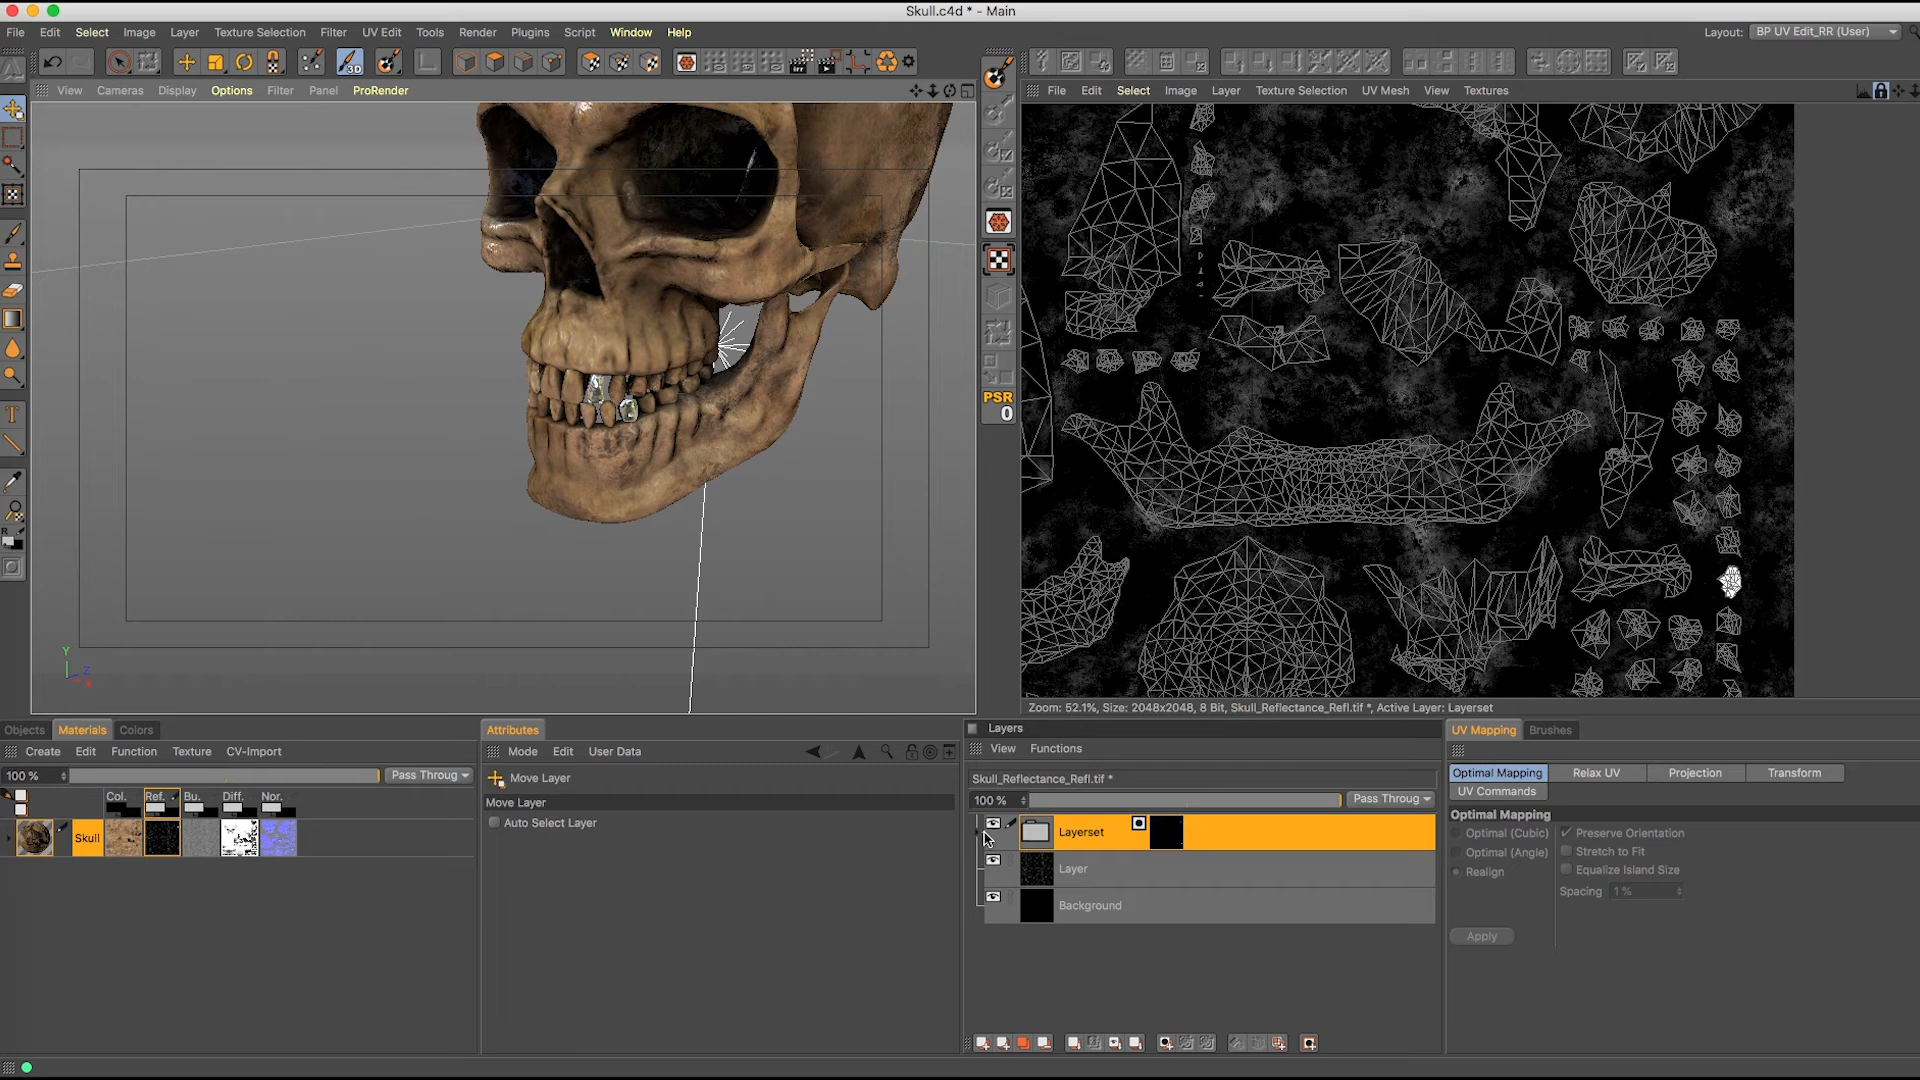 Skull.c4d * - Main
File Edit Select Image Layer Texture Selection Filter UV Edit Tools Render Plugins Script Window Help
Layout: BP UV Edit_RR (User)
View Cameras Display Options Filter Panel ProRender
File Edit Select Image Layer Texture Selection UV Mesh View Textures
PSR
0
Y
Z
X
Zoom: 52.1%, Size: 2048x2048, 8 Bit, Skull_Reflectance_Refl.tif *, Active Layer: Layerset
Objects Materials Colors
Create Edit Function Texture CV-Import
100 % Pass Throug
Col. Ref. Bu. Diff. Nor.
Skull
Attributes
Mode Edit User Data
Move Layer
Move Layer
Auto Select Layer
Layers
View Functions
Skull_Reflectance_Refl.tif *
100 % Pass Throug
Layerset
Layer
Background
UV Mapping Brushes
Optimal Mapping Relax UV Projection Transform
UV Commands
Optimal Mapping
Optimal (Cubic) Preserve Orientation
Optimal (Angle) Stretch to Fit
Realign Equalize Island Size
Spacing 1 %
Apply